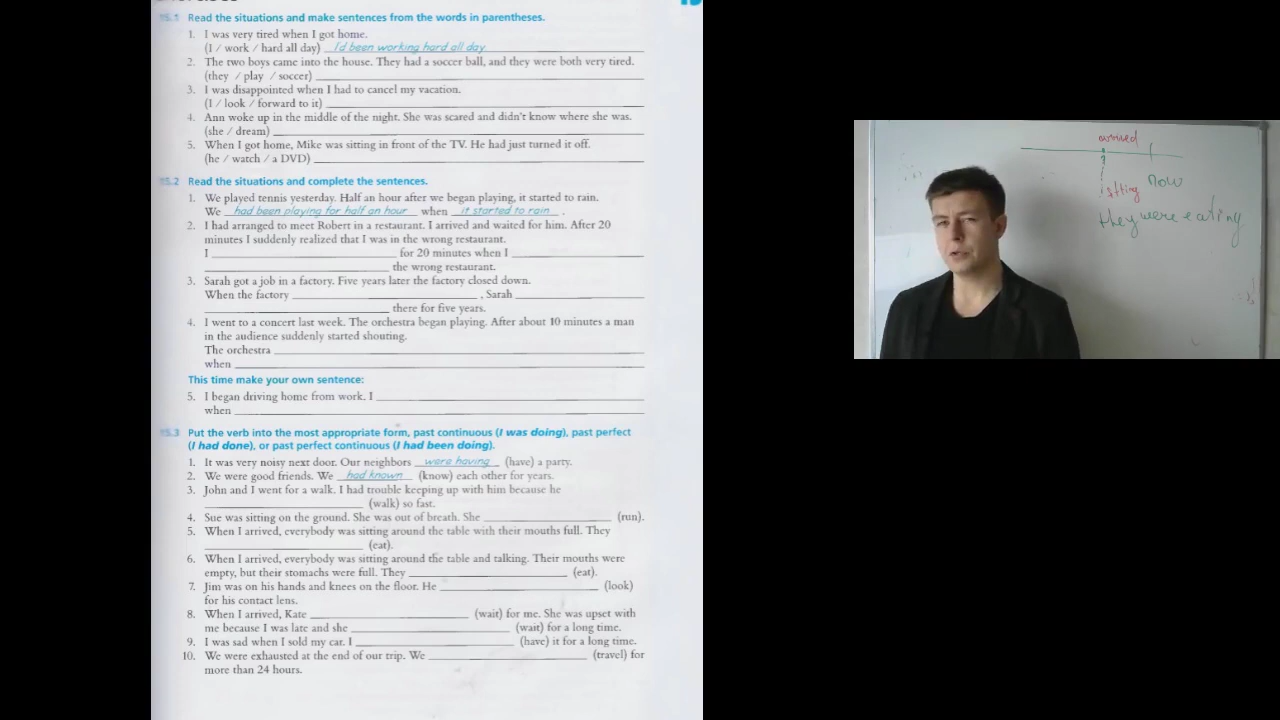 15.1 Read the situations and make sentences from the words in parentheses.
1. I was very tired when I got home.
(I / work / hard all day) I'd been working hard all day
2. The two boys came into the house. They had a soccer ball, and they were both very tired.
(they / play / soccer)
3. I was disappointed when I had to cancel my vacation.
(I / look / forward to it)
4. Ann woke up in the middle of the night. She was scared and didn't know where she was.
(she / dream)
5. When I got home, Mike was sitting in front of the TV. He had just turned it off.
(he / watch / a DVD)
15.2 Read the situations and complete the sentences.
1. We played tennis yesterday. Half an hour after we began playing, it started to rain.
We had been playing for half an hour when it started to rain .
2. I had arranged to meet Robert in a restaurant. I arrived and waited for him. After 20
minutes I suddenly realized that I was in the wrong restaurant.
I for 20 minutes when I
the wrong restaurant.
3. Sarah got a job in a factory. Five years later the factory closed down.
When the factory , Sarah
there for five years.
4. I went to a concert last week. The orchestra began playing. After about 10 minutes a man
in the audience suddenly started shouting.
The orchestra
when
This time make your own sentence:
5. I began driving home from work. I
when
15.3 Put the verb into the most appropriate form, past continuous (I was doing), past perfect
(I had done), or past perfect continuous (I had been doing).
1. It was very noisy next door. Our neighbors were having (have) a party.
2. We were good friends. We had known (know) each other for years.
3. John and I went for a walk. I had trouble keeping up with him because he
(walk) so fast.
4. Sue was sitting on the ground. She was out of breath. She (run).
5. When I arrived, everybody was sitting around the table with their mouths full. They
(eat).
6. When I arrived, everybody was sitting around the table and talking. Their mouths were
empty, but their stomachs were full. They (eat).
7. Jim was on his hands and knees on the floor. He (look)
for his contact lens.
8. When I arrived, Kate (wait) for me. She was upset with
me because I was late and she (wait) for a long time.
9. I was sad when I sold my car. I (have) it for a long time.
10. We were exhausted at the end of our trip. We (travel) for
more than 24 hours.
arrived
sitting now
they were eating